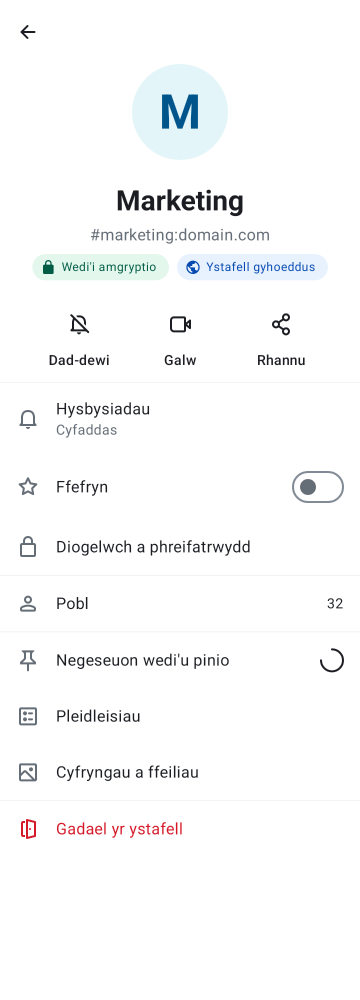 M
Marketing
#marketing:domain.com
Wedi'i amgryptio
Ystafell gyhoeddus
Dad-dewi
Galw
Rhannu
Hysbysiadau
Cyfaddas
Ffefryn
Diogelwch a phreifatrwydd
Pobl
32
Negeseuon wedi'u pinio
Pleidleisiau
Cyfryngau a ffeiliau
Gadael yr ystafell